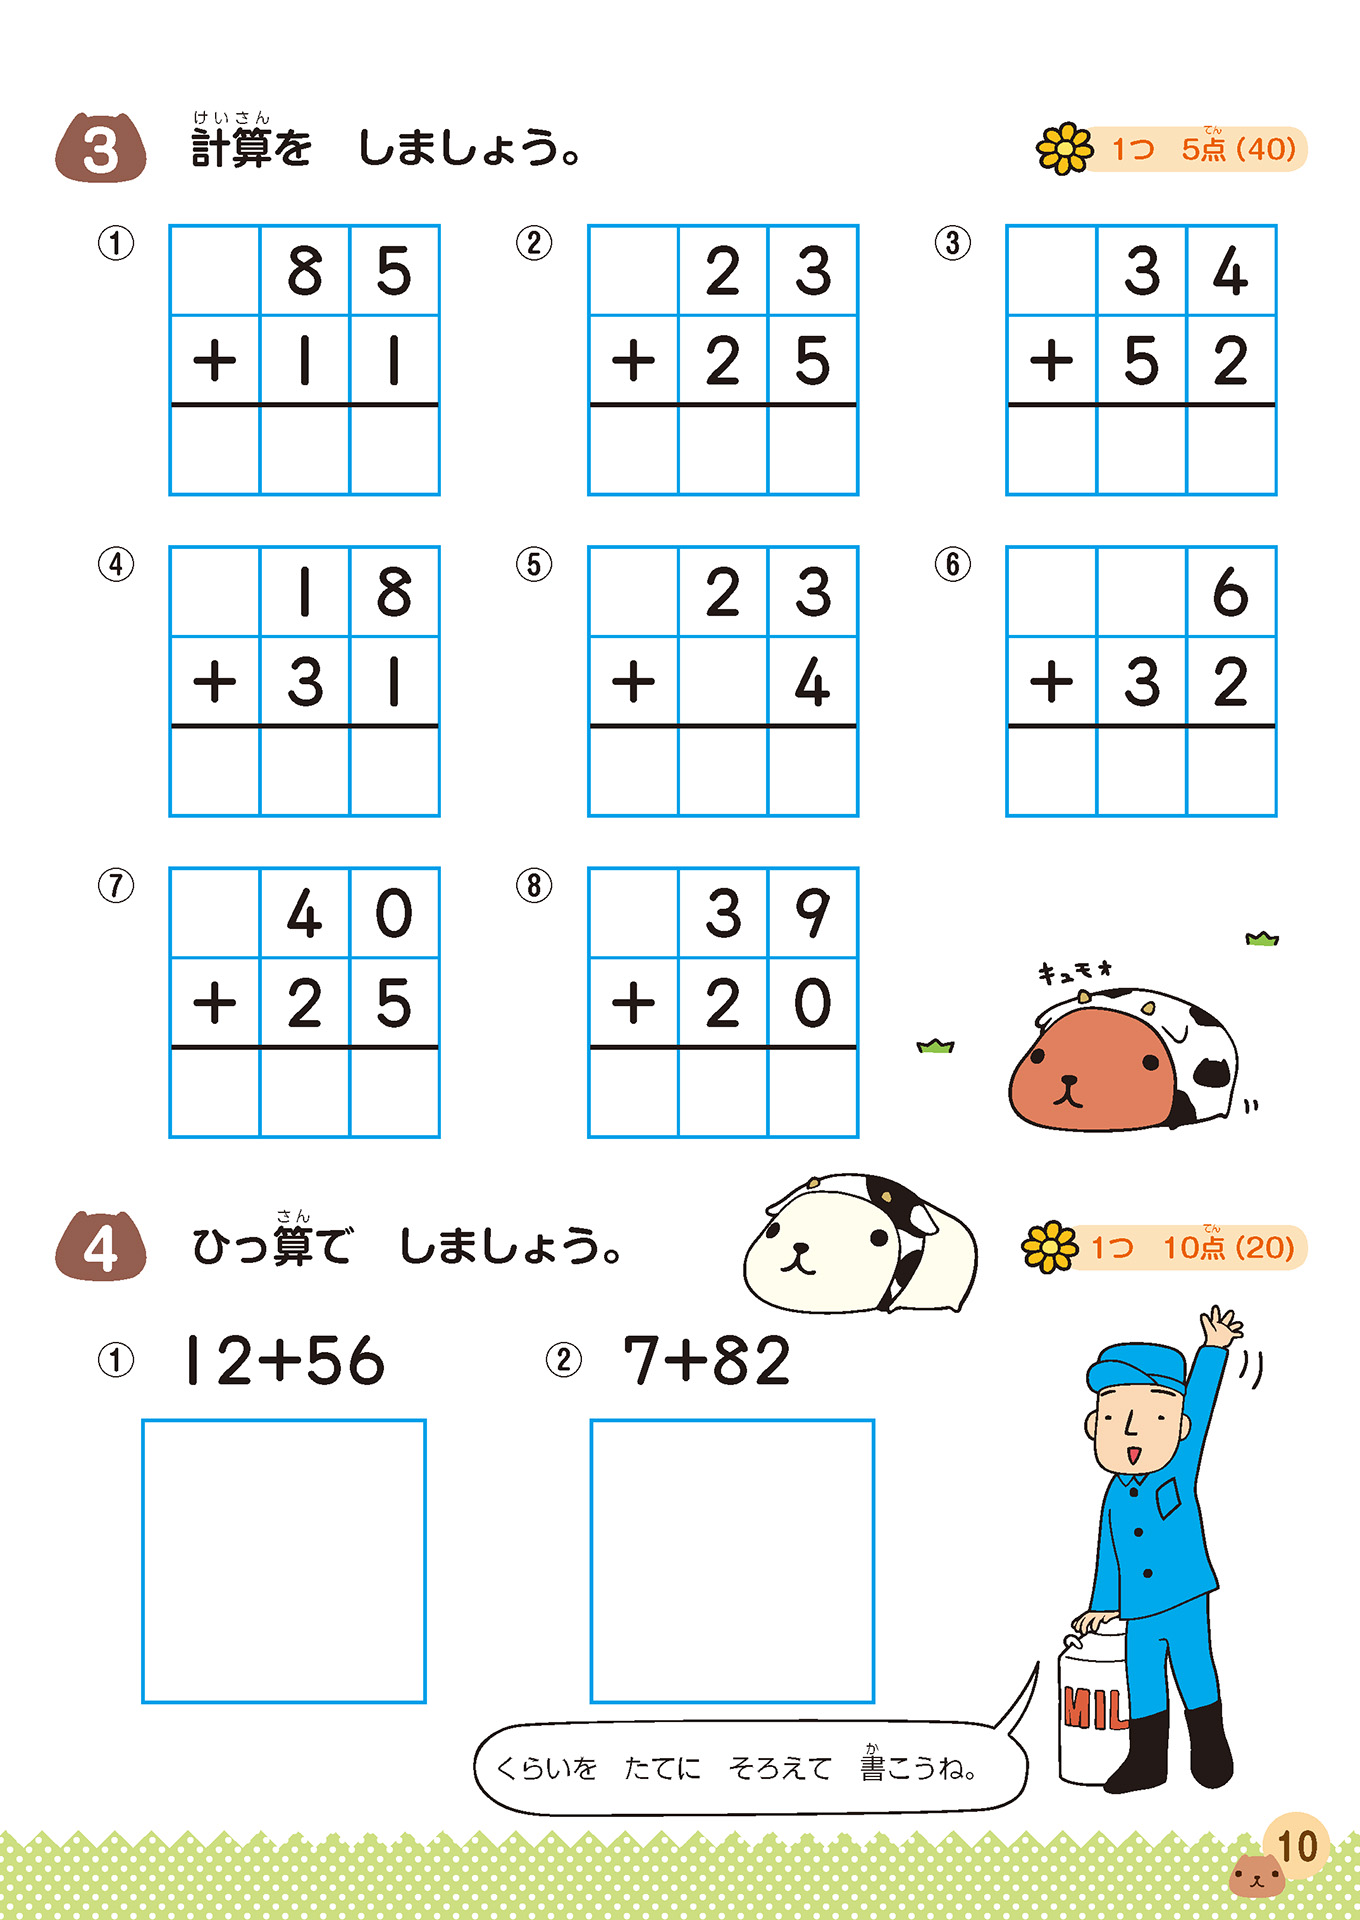 けいさん
3 計算を しましょう。
てん
1つ 5点(40)
① ② ③
8 5 2 3 3 4
+ 1 1 + 2 5 + 5 2
④ ⑤ ⑥
1 8 2 3 6
+ 3 1 + 4 + 3 2
⑦ ⑧
4 0 3 9
+ 2 5 + 2 0
キュモォ
さん
4 ひっ算で しましょう。
てん
1つ 10点(20)
① 12+56 ② 7+82
MIL
か
くらいを たてに そろえて 書こうね。
10